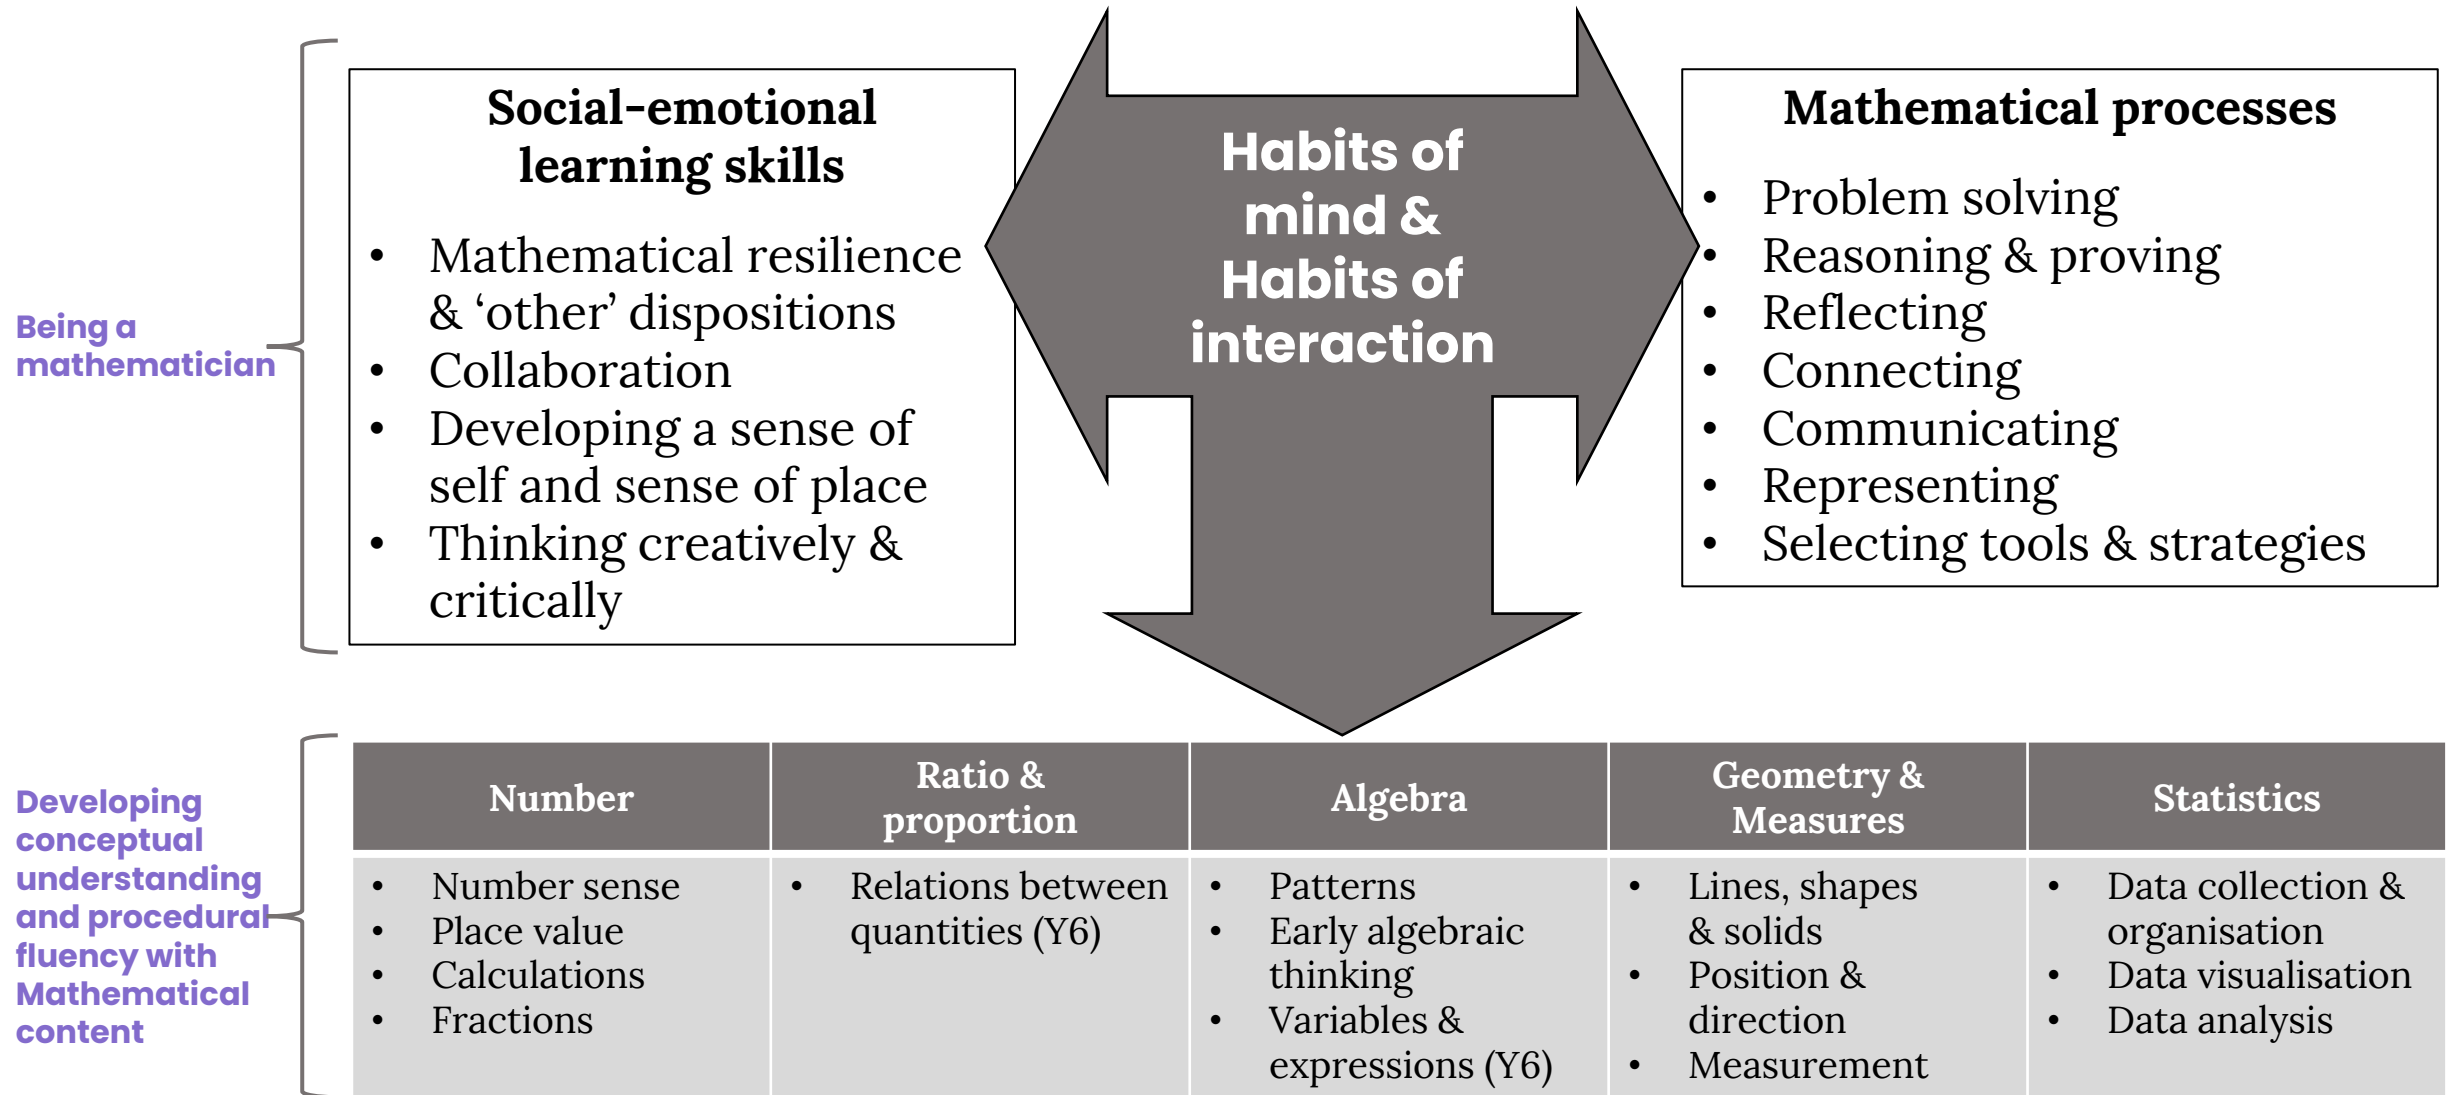 Being a
mathematician
Social-emotional
learning skills
• Mathematical resilience
& ‘other’ dispositions
• Collaboration
• Developing a sense of
self and sense of place
• Thinking creatively &
critically
Habits of
mind &
Habits of
interaction
Mathematical processes
• Problem solving
• Reasoning & proving
• Reflecting
• Connecting
• Communicating
• Representing
• Selecting tools & strategies
Developing
conceptual
understanding
and procedural
fluency with
Mathematical
content
Number
• Number sense
• Place value
• Calculations
• Fractions
Ratio &
proportion
• Relations between
quantities (Y6)
Algebra
• Patterns
• Early algebraic
thinking
• Variables &
expressions (Y6)
Geometry &
Measures
• Lines, shapes
& solids
• Position &
direction
• Measurement
Statistics
• Data collection &
organisation
• Data visualisation
• Data analysis